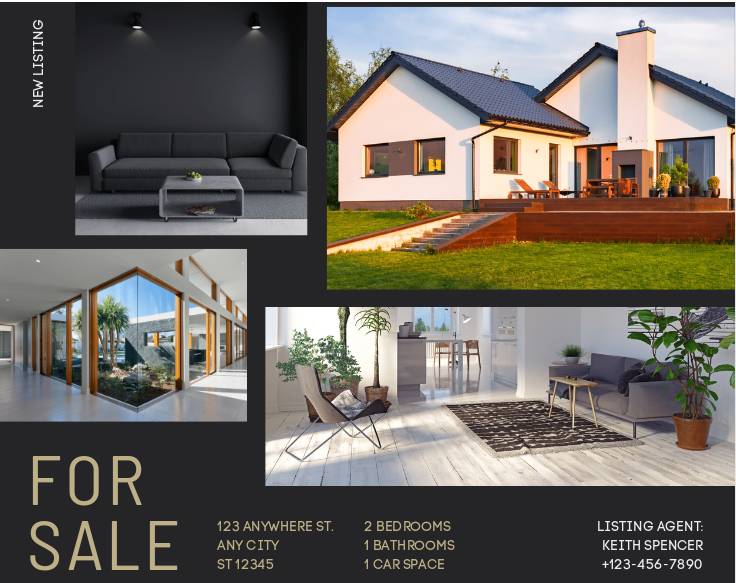 NEW LISTING
FOR
SALE
123 ANYWHERE ST.
ANY CITY
ST 12345
2 BEDROOMS
1 BATHROOMS
1 CAR SPACE
LISTING AGENT:
KEITH SPENCER
+123-456-7890